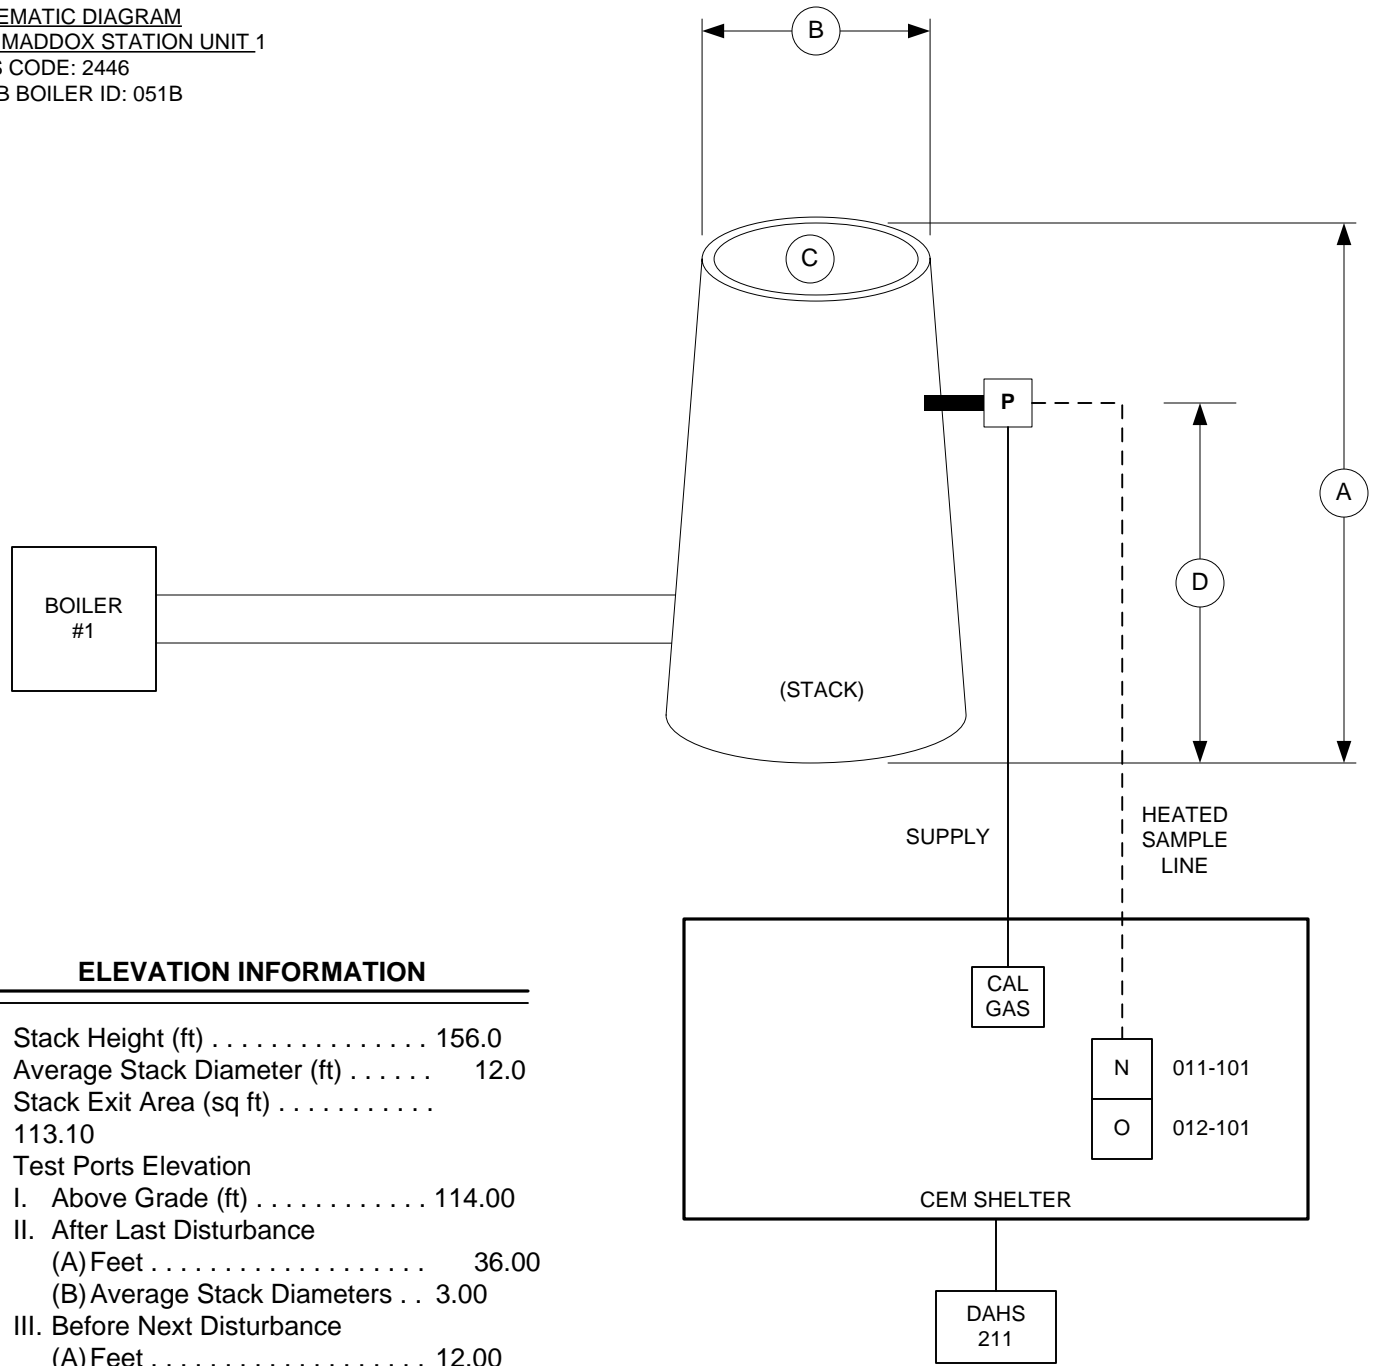 EMATIC DIAGRAM
MADDOX STATION UNIT 1
S CODE: 2446
B BOILER ID: 051B
B
C
P
A
D
BOILER
#1
(STACK)
SUPPLY
HEATED
SAMPLE
LINE
CAL
GAS
N 011-101
O 012-101
CEM SHELTER
DAHS
211
ELEVATION INFORMATION
Stack Height (ft) . . . . . . . . . . . . . . . 156.0
Average Stack Diameter (ft) . . . . . . 12.0
Stack Exit Area (sq ft) . . . . . . . . . . .
113.10
Test Ports Elevation
I. Above Grade (ft) . . . . . . . . . . . . 114.00
II. After Last Disturbance
(A) Feet . . . . . . . . . . . . . . . . . . . 36.00
(B) Average Stack Diameters . . 3.00
III. Before Next Disturbance
(A) Feet . . . . . . . . . . . . . . . . . . . 12.00